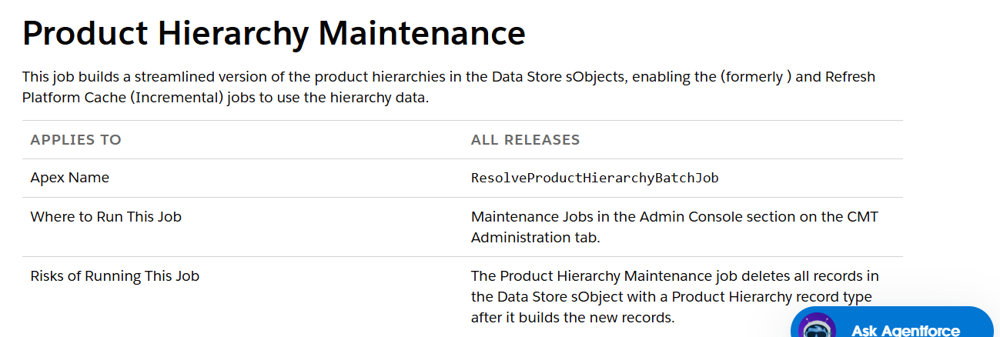 Product Hierarchy Maintenance
This job builds a streamlined version of the product hierarchies in the Data Store sObjects, enabling the (formerly ) and Refresh
Platform Cache (Incremental) jobs to use the hierarchy data.
APPLIES TO ALL RELEASES
Apex Name ResolveProductHierarchyBatchJob
Where to Run This Job Maintenance Jobs in the Admin Console section on the CMT
Administration tab.
Risks of Running This Job The Product Hierarchy Maintenance job deletes all records in
the Data Store sObject with a Product Hierarchy record type
after it builds the new records.
Ask Agentforce